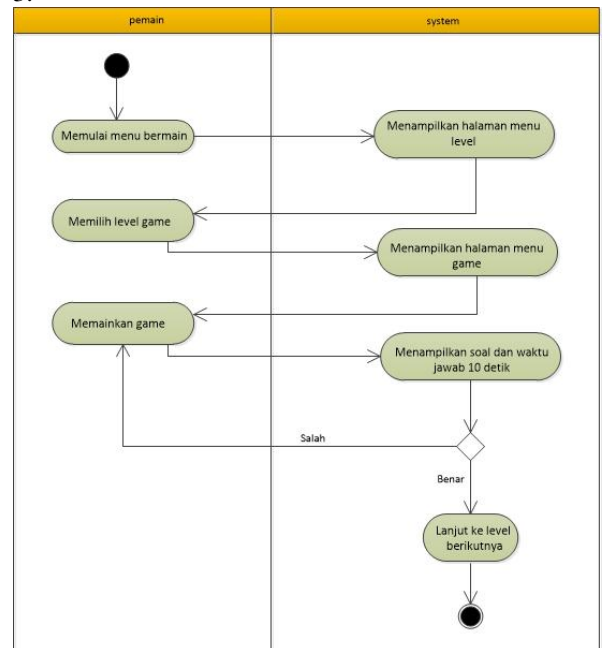 pemain
system
Memulai menu bermain
Menampilkan halaman menu
level
Memilih level game
Menampilkan halaman menu
game
Memainkan game
Menampilkan soal dan waktu
jawab 10 detik
Salah
Benar
Lanjut ke level
berikutnya